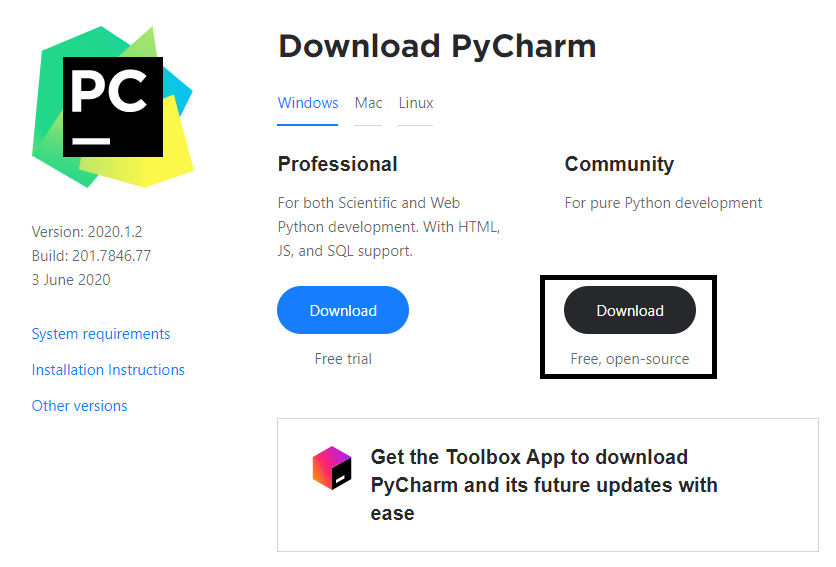 PC
Download PyCharm
Windows Mac Linux
Professional
For both Scientific and Web
Python development. With HTML,
JS, and SQL support.
Download
Free trial
Community
For pure Python development
Download
Free, open-source
Version: 2020.1.2
Build: 201.7846.77
3 June 2020
System requirements
Installation Instructions
Other versions
Get the Toolbox App to download
PyCharm and its future updates with
ease